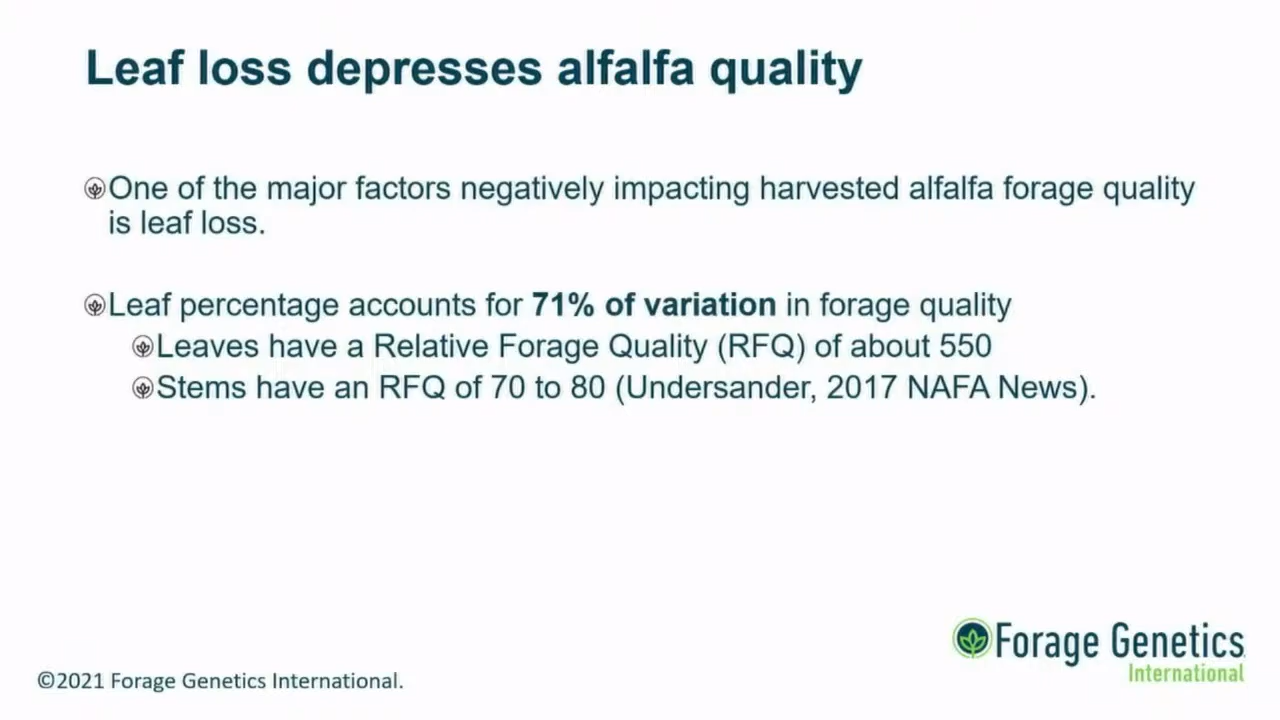 Leaf loss depresses alfalfa quality
One of the major factors negatively impacting harvested alfalfa forage quality
is leaf loss.
Leaf percentage accounts for 71% of variation in forage quality
Leaves have a Relative Forage Quality (RFQ) of about 550
Stems have an RFQ of 70 to 80 (Undersander, 2017 NAFA News).
Forage Genetics
International
©2021 Forage Genetics International.